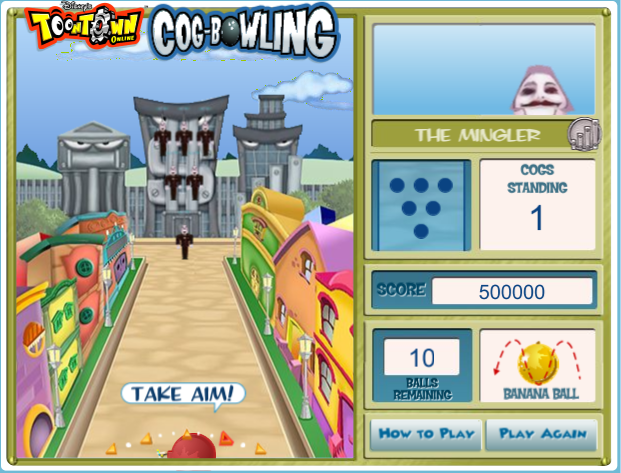 Disney's
TOONTOWN
ONLINE
COG-BOWLING
THE MINGLER
COGS
STANDING
1
SCORE
500000
10
BALLS
REMAINING
BANANA BALL
TAKE AIM!
HOW TO PLAY
PLAY AGAIN